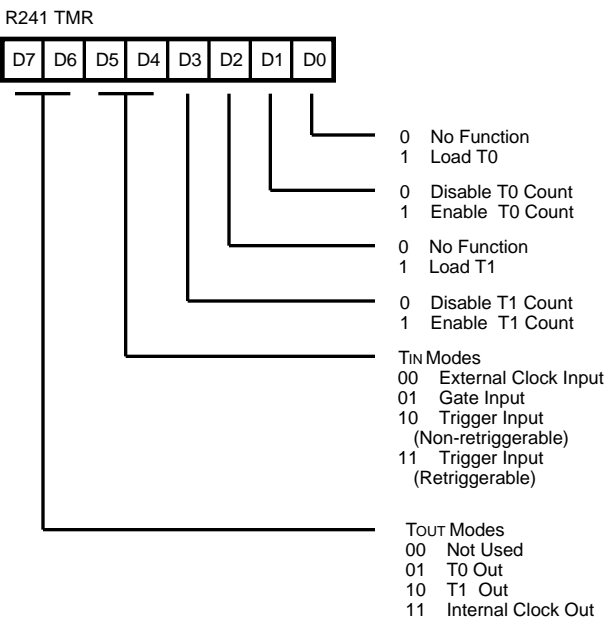 R241 TMR
D7 D6 D5 D4 D3 D2 D1 D0
0 No Function
1 Load T0
0 Disable T0 Count
1 Enable T0 Count
0 No Function
1 Load T1
0 Disable T1 Count
1 Enable T1 Count
TIN Modes
00 External Clock Input
01 Gate Input
10 Trigger Input
(Non-retriggerable)
11 Trigger Input
(Retriggerable)
TOUT Modes
00 Not Used
01 T0 Out
10 T1 Out
11 Internal Clock Out